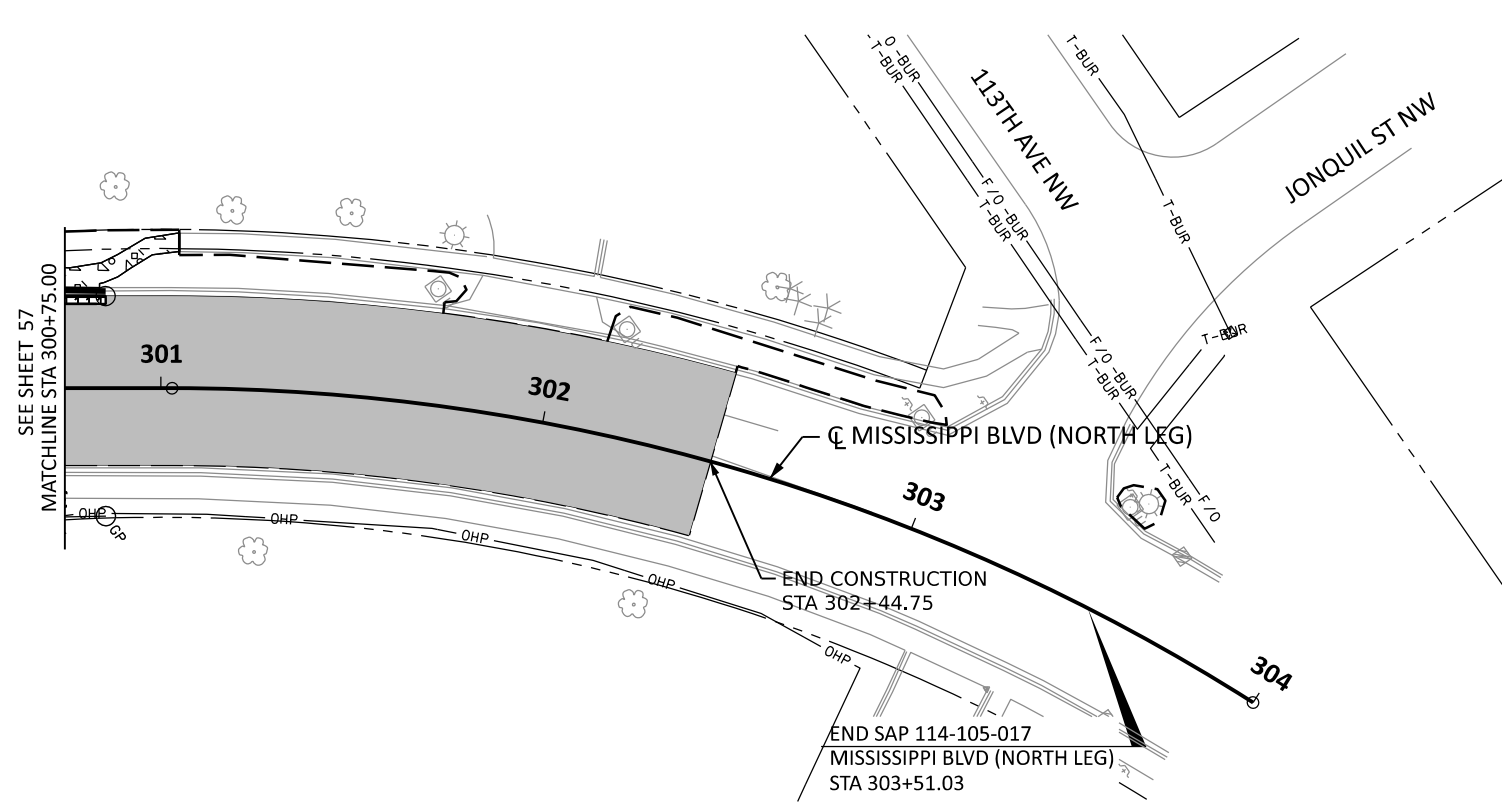 SEE SHEET 57
MATCHLINE STA 300+75.00
301
302
303
304
113TH AVE NW
JONQUIL ST NW
F/O -BUR
T-BUR
T-BUR
F/O -BUR
T-BUR
T-BUR
F/O -BUR
T-BUR
T-BUR
T-BUR
F/O
℄ MISSISSIPPI BLVD (NORTH LEG)
END CONSTRUCTION
STA 302+44.75
OHP
GP
OHP
OHP
OHP
OHP
END SAP 114-105-017
MISSISSIPPI BLVD (NORTH LEG)
STA 303+51.03